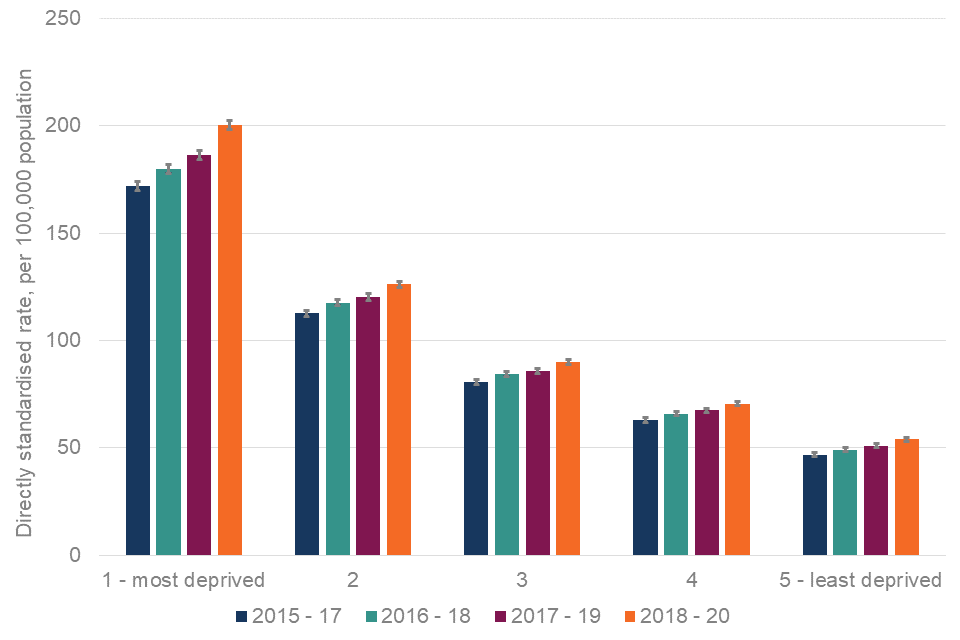 250
200
150
100
50
0
Directly standardised rate, per 100,000 population
1 - most deprived 2 3 4 5 - least deprived
2015 - 17 2016 - 18 2017 - 19 2018 - 20